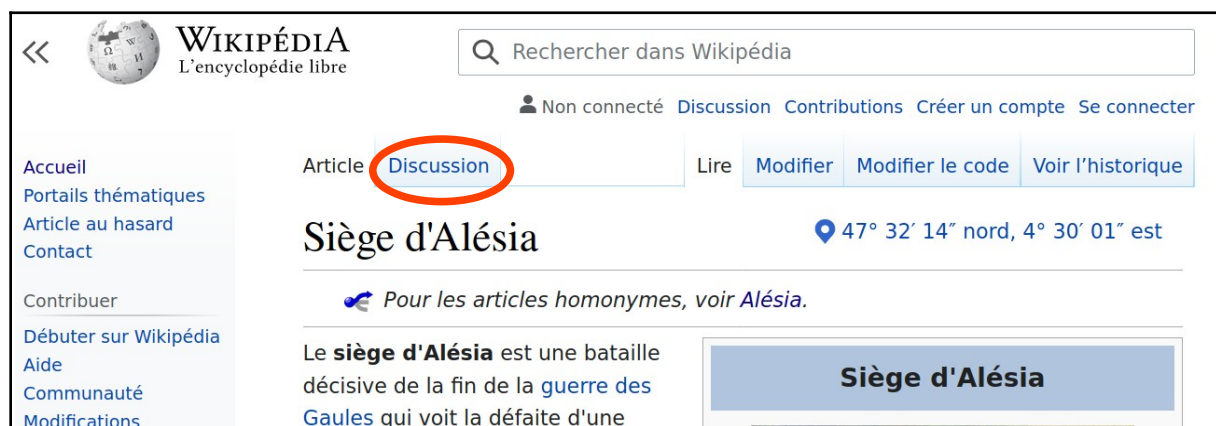 WIKIPÉDIA
L'encyclopédie libre
Rechercher dans Wikipédia
Non connecté Discussion Contributions Créer un compte Se connecter
Accueil
Portails thématiques
Article au hasard
Contact
Contribuer
Débuter sur Wikipédia
Aide
Communauté
Modifications
Article Discussion Lire Modifier Modifier le code Voir l'historique
Siège d'Alésia
47° 32′ 14″ nord, 4° 30′ 01″ est
Pour les articles homonymes, voir Alésia.
Le siège d'Alésia est une bataille
décisive de la fin de la guerre des
Gaules qui voit la défaite d'une
Siège d'Alésia